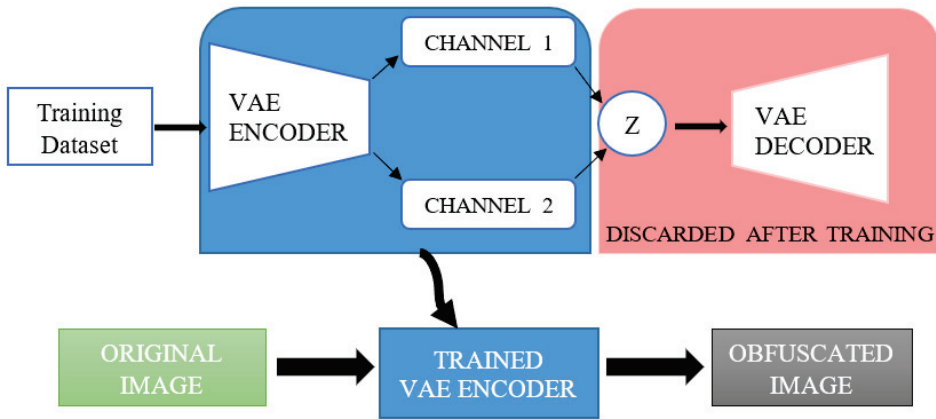 Training
Dataset
VAE
ENCODER
CHANNEL 1
CHANNEL 2
Z
VAE
DECODER
DISCARDED AFTER TRAINING
ORIGINAL
IMAGE
TRAINED
VAE ENCODER
OBFUSCATED
IMAGE